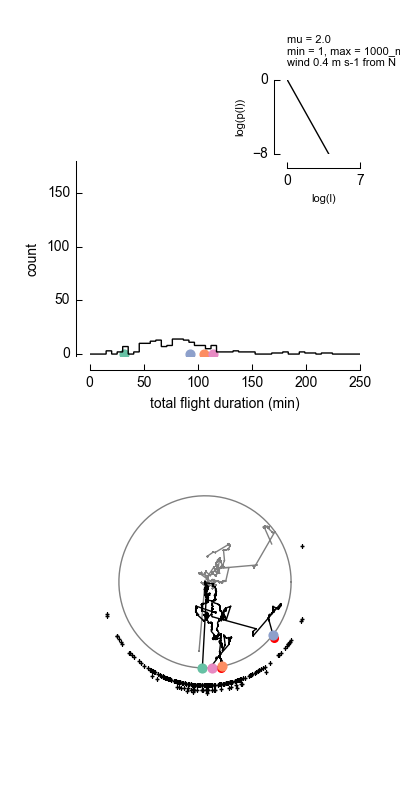 mu = 2.0
min = 1, max = 1000_m
wind 0.4 m s-1 from N
0
log(p(l))
−8
0 7
log(l)
150
100
count
50
0
0 50 100 150 200 250
total flight duration (min)